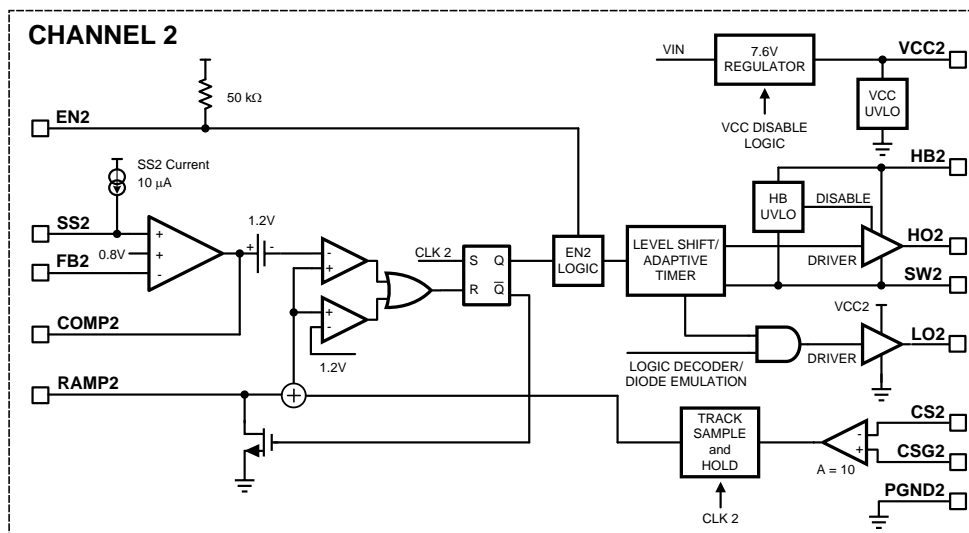 CHANNEL 2
50 kΩ
EN2
SS2 Current
10 μA
SS2
0.8V
FB2
COMP2
RAMP2
+
+
-
1.2V
+ -
-
+
+
-
1.2V
CLK 2
S Q
R Q̅
EN2
LOGIC
VIN
7.6V
REGULATOR
VCC2
VCC
UVLO
VCC DISABLE
LOGIC
HB2
HB
UVLO
DISABLE
LEVEL SHIFT/
ADAPTIVE
TIMER
DRIVER
HO2
SW2
VCC2
LO2
DRIVER
LOGIC DECODER/
DIODE EMULATION
+
TRACK
SAMPLE
and
HOLD
CLK 2
-
+
A = 10
CS2
CSG2
PGND2